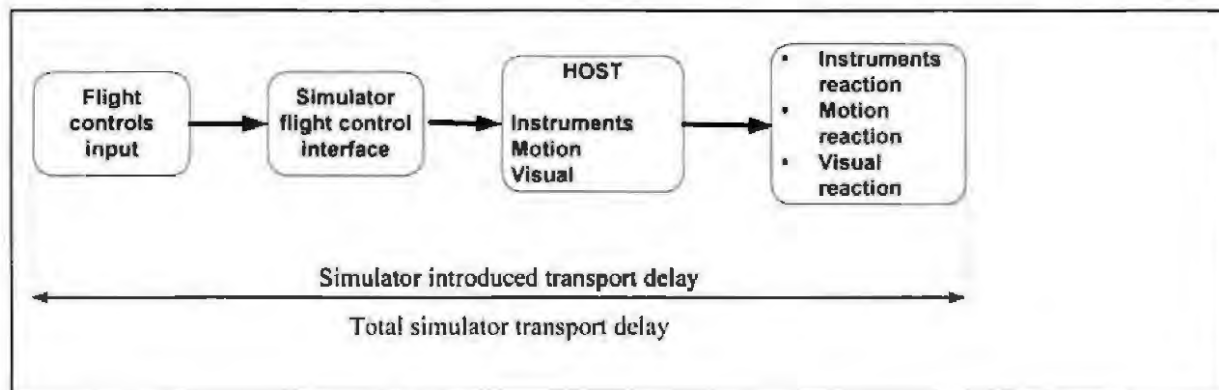 Flight
controls
input
Simulator
flight control
interface
HOST
Instruments
Motion
Visual
• Instruments
reaction
• Motion
reaction
• Visual
reaction
Simulator introduced transport delay
Total simulator transport delay